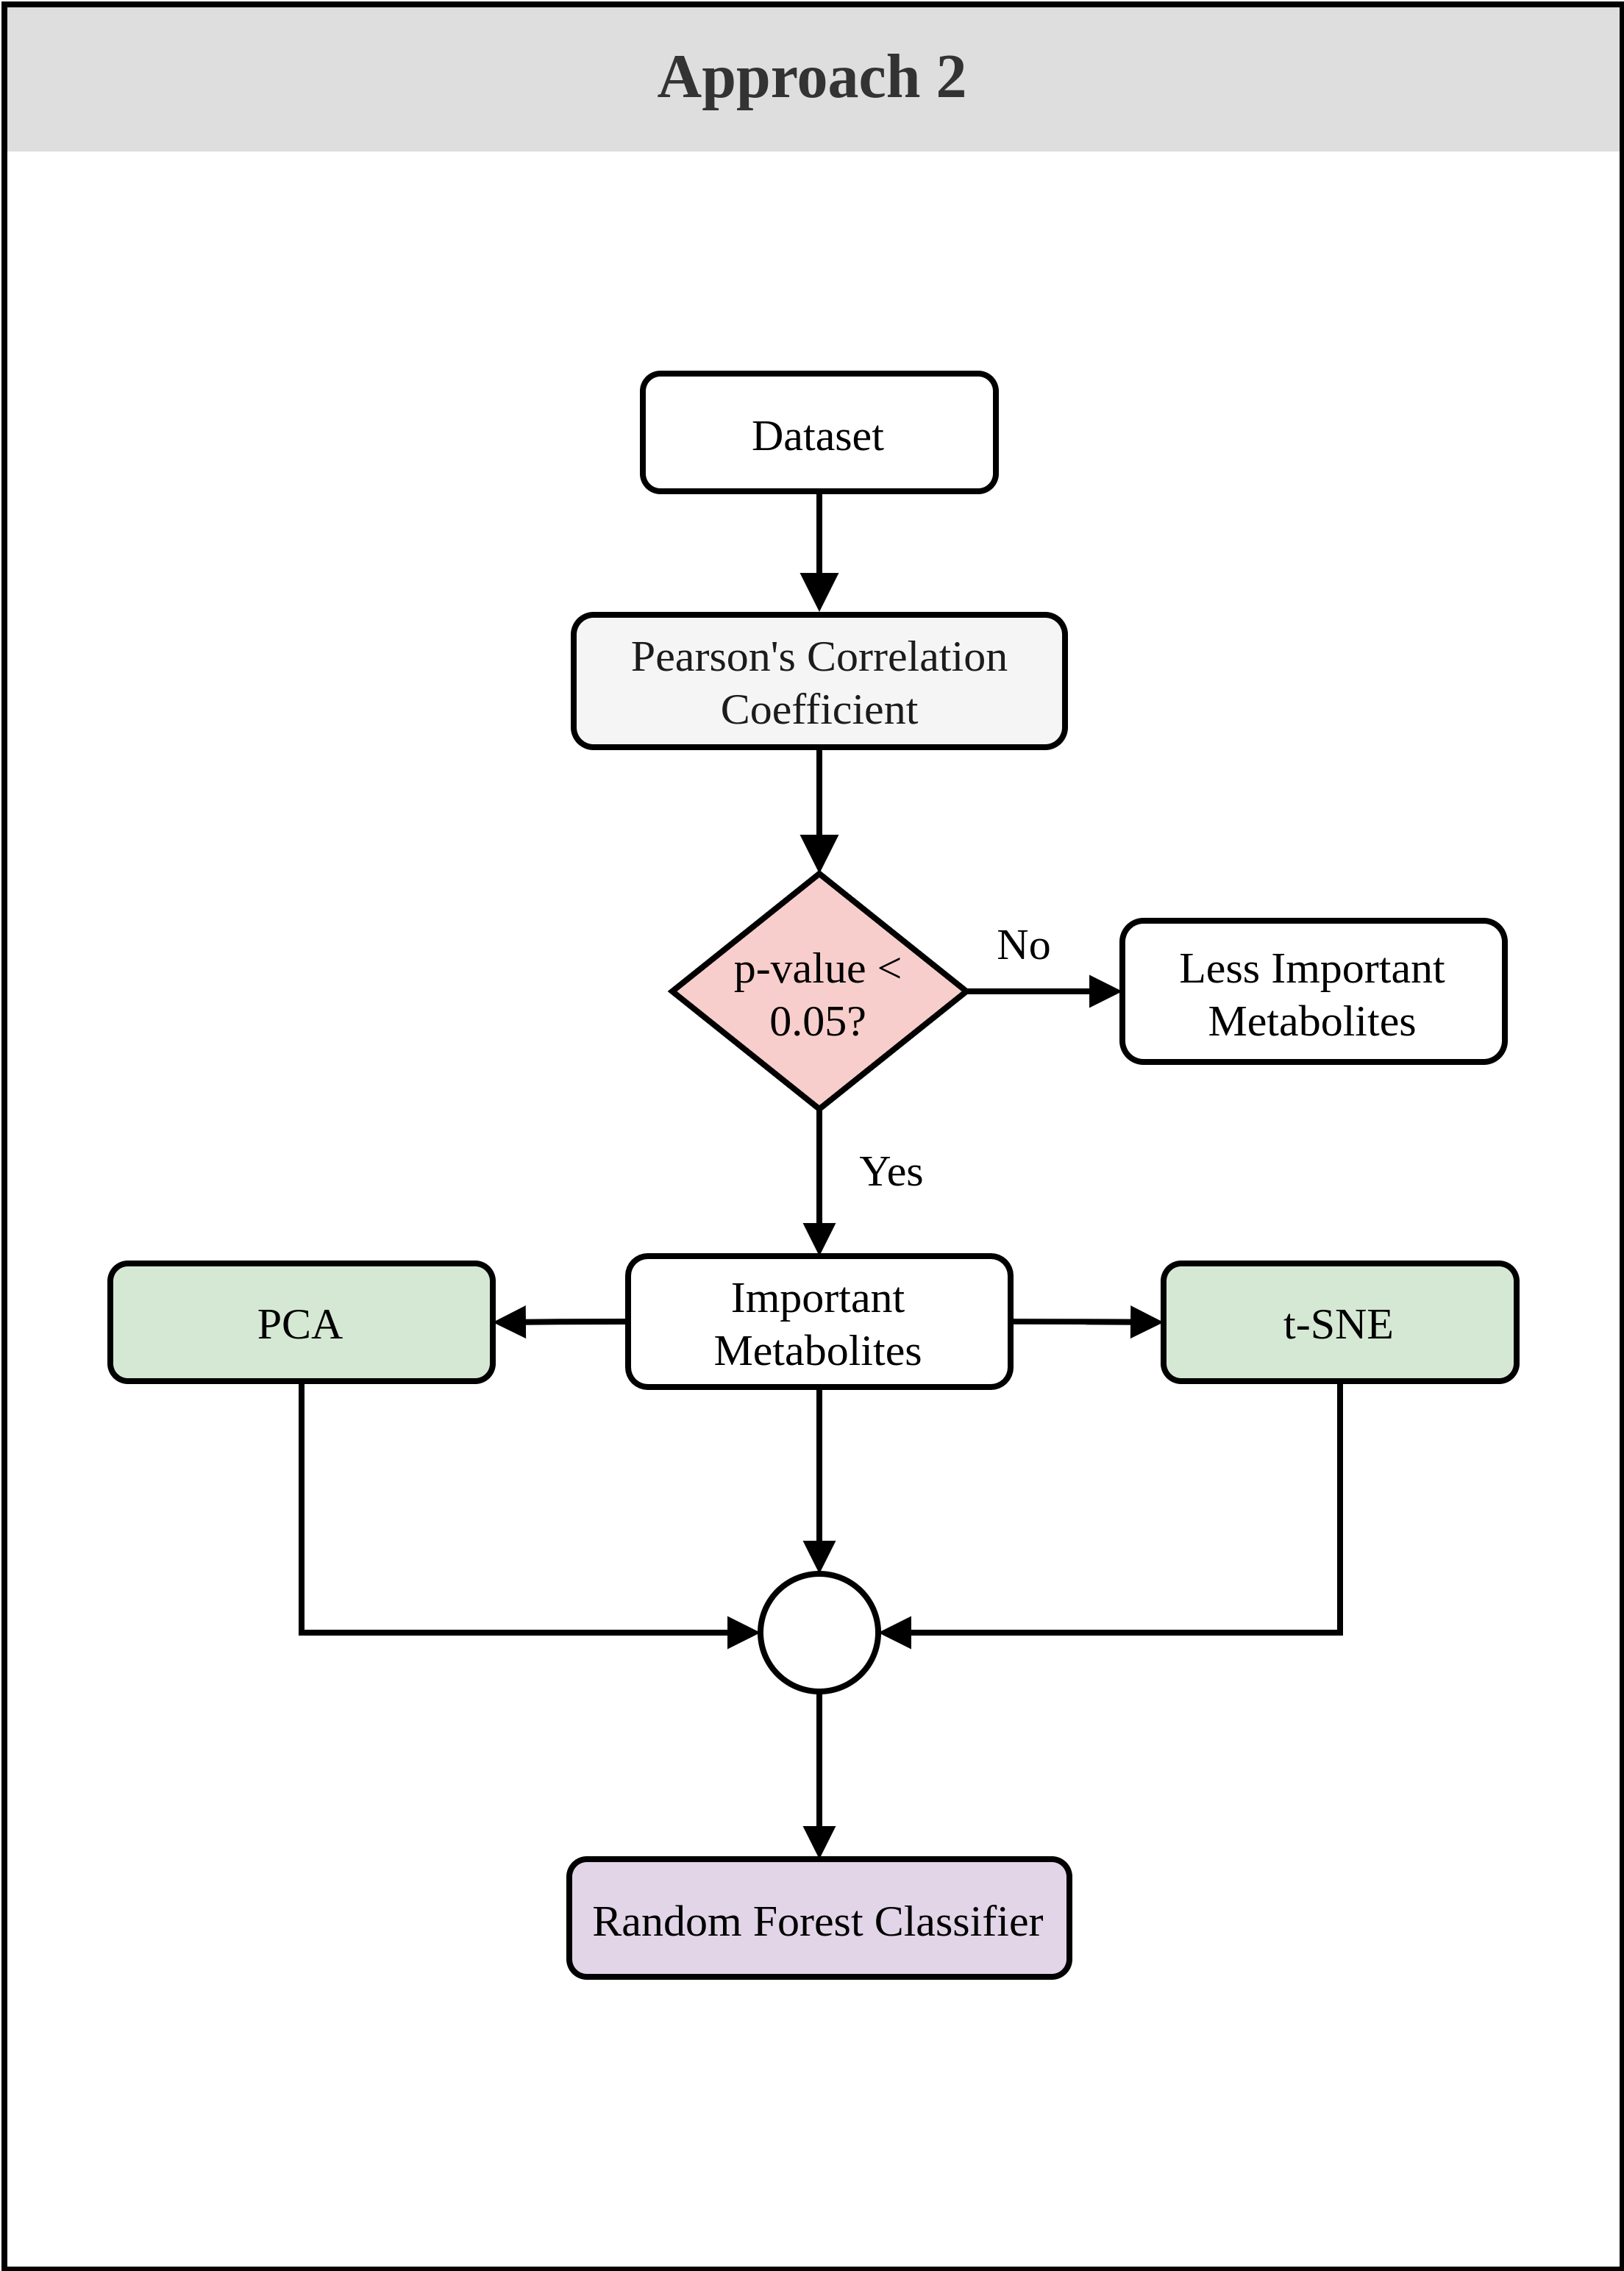 Approach 2
Dataset
Pearson's Correlation
Coefficient
p-value <
0.05?
No
Less Important
Metabolites
Yes
PCA
Important
Metabolites
t-SNE
Random Forest Classifier